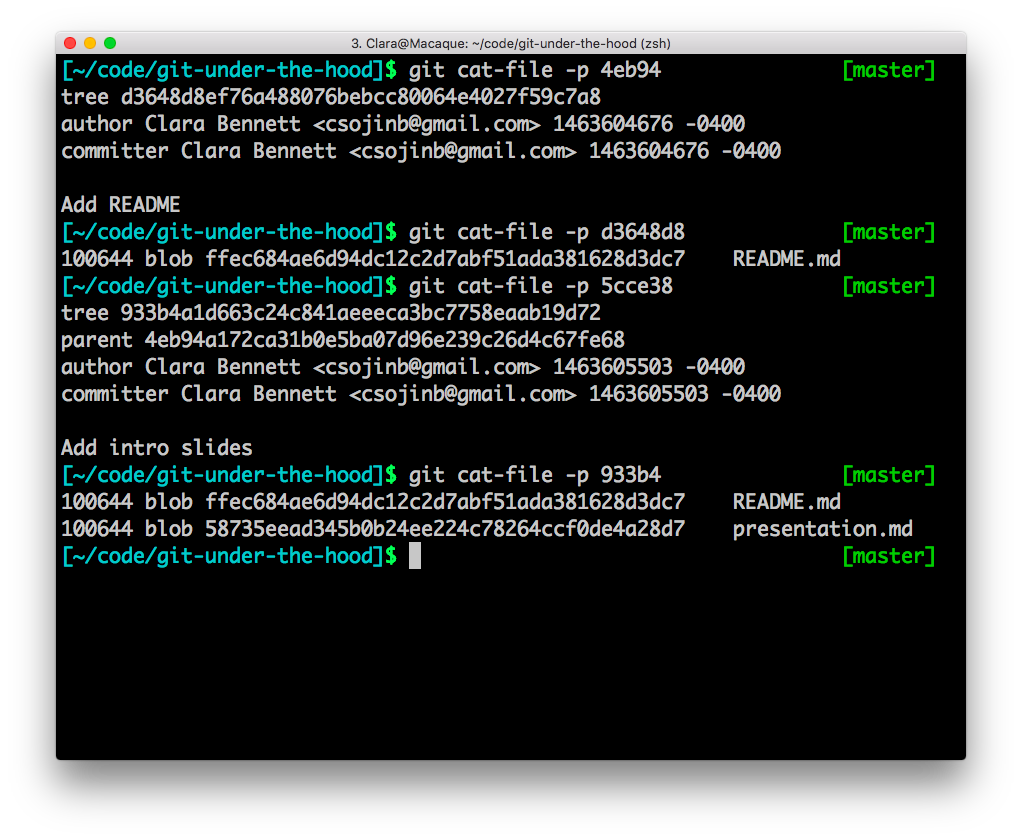 3. Clara@Macaque: ~/code/git-under-the-hood (zsh)
[~/code/git-under-the-hood]$ git cat-file -p 4eb94 [master]
tree d3648d8ef76a488076bebcc80064e4027f59c7a8
author Clara Bennett <csojinb@gmail.com> 1463604676 -0400
committer Clara Bennett <csojinb@gmail.com> 1463604676 -0400
Add README
[~/code/git-under-the-hood]$ git cat-file -p d3648d8 [master]
100644 blob ffec684ae6d94dc12c2d7abf51ada381628d3dc7 README.md
[~/code/git-under-the-hood]$ git cat-file -p 5cce38 [master]
tree 933b4a1d663c24c841aeeeca3bc7758eaab19d72
parent 4eb94a172ca31b0e5ba07d96e239c26d4c67fe68
author Clara Bennett <csojinb@gmail.com> 1463605503 -0400
committer Clara Bennett <csojinb@gmail.com> 1463605503 -0400
Add intro slides
[~/code/git-under-the-hood]$ git cat-file -p 933b4 [master]
100644 blob ffec684ae6d94dc12c2d7abf51ada381628d3dc7 README.md
100644 blob 58735eead345b0b24ee224c78264ccf0de4a28d7 presentation.md
[~/code/git-under-the-hood]$ [master]